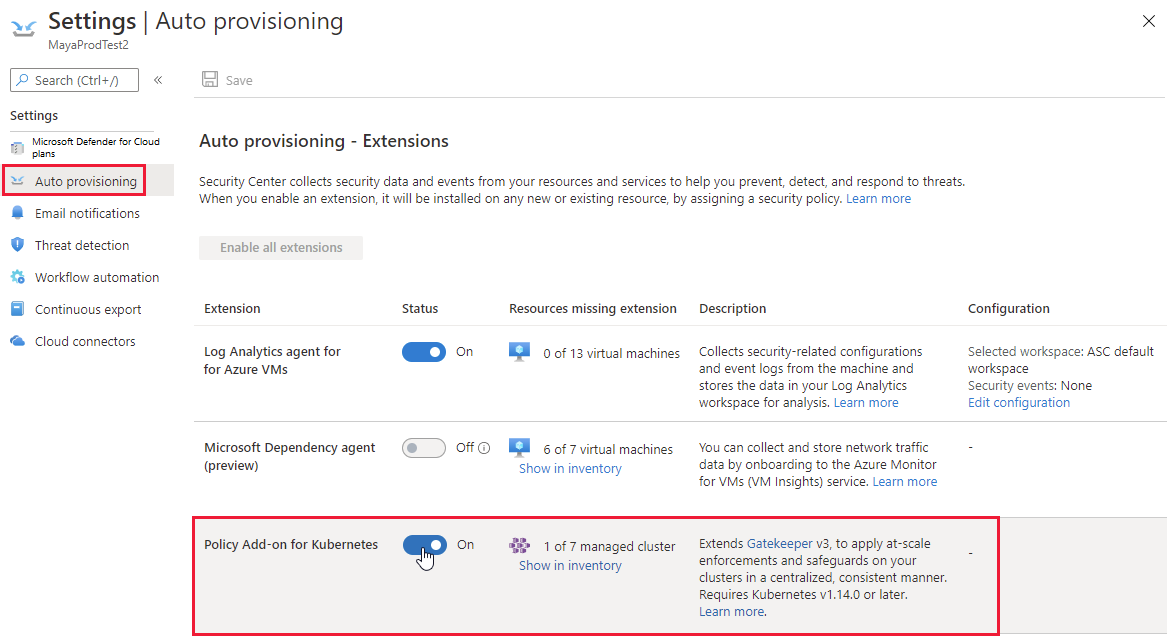 Settings | Auto provisioning
MayaProdTest2
Search (Ctrl+/)
«
Save
Settings
Microsoft Defender for Cloud
plans
Auto provisioning
Email notifications
Threat detection
Workflow automation
Continuous export
Cloud connectors
Auto provisioning - Extensions
Security Center collects security data and events from your resources and services to help you prevent, detect, and respond to threats.
When you enable an extension, it will be installed on any new or existing resource, by assigning a security policy. Learn more
Enable all extensions
Extension Status Resources missing extension Description Configuration
Log Analytics agent for
for Azure VMs
On
0 of 13 virtual machines
Collects security-related configurations
and event logs from the machine and
stores the data in your Log Analytics
workspace for analysis. Learn more
Selected workspace: ASC default
workspace
Security events: None
Edit configuration
Microsoft Dependency agent
(preview)
Off
6 of 7 virtual machines
Show in inventory
You can collect and store network traffic
data by onboarding to the Azure Monitor
for VMs (VM Insights) service. Learn more
-
Policy Add-on for Kubernetes
On
1 of 7 managed cluster
Show in inventory
Extends Gatekeeper v3, to apply at-scale
enforcements and safeguards on your
clusters in a centralized, consistent manner.
Requires Kubernetes v1.14.0 or later.
Learn more.
-